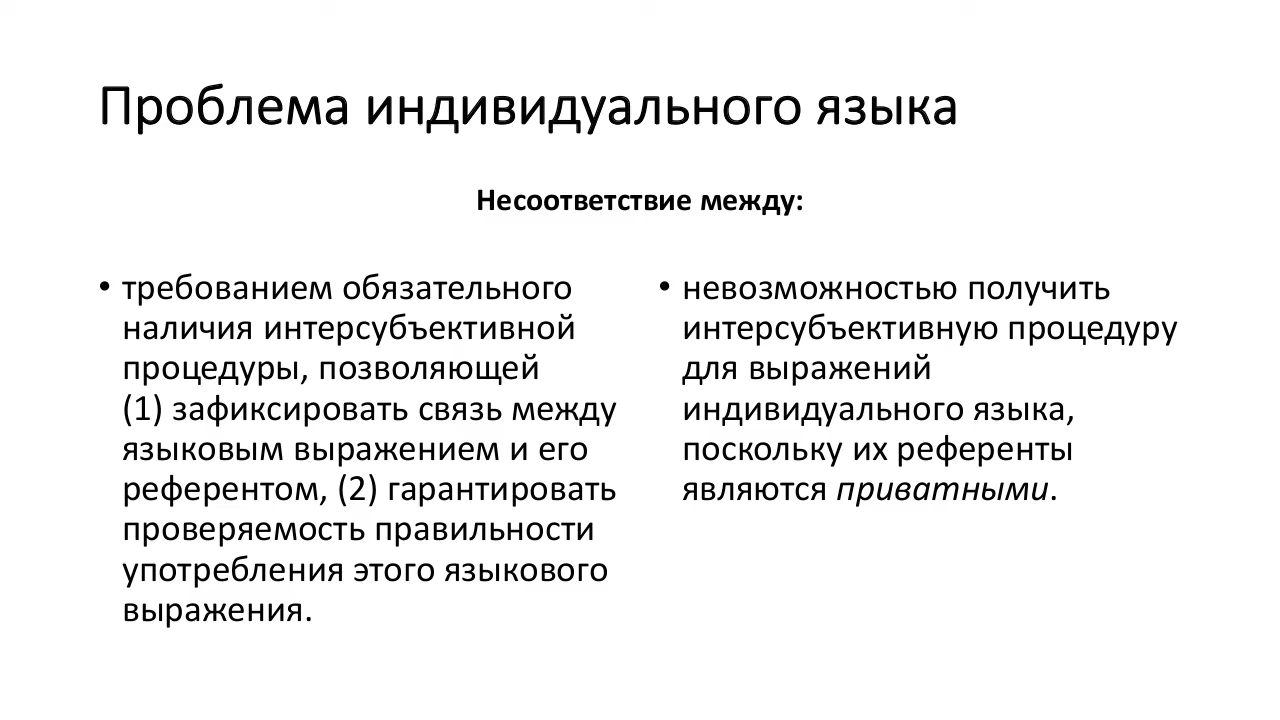 Проблема индивидуального языка
Несоответствие между:
• требованием обязательного
наличия интерсубъективной
процедуры, позволяющей
(1) зафиксировать связь между
языковым выражением и его
референтом, (2) гарантировать
проверяемость правильности
употребления этого языкового
выражения.
• невозможностью получить
интерсубъективную процедуру
для выражений
индивидуального языка,
поскольку их референты
являются приватными.